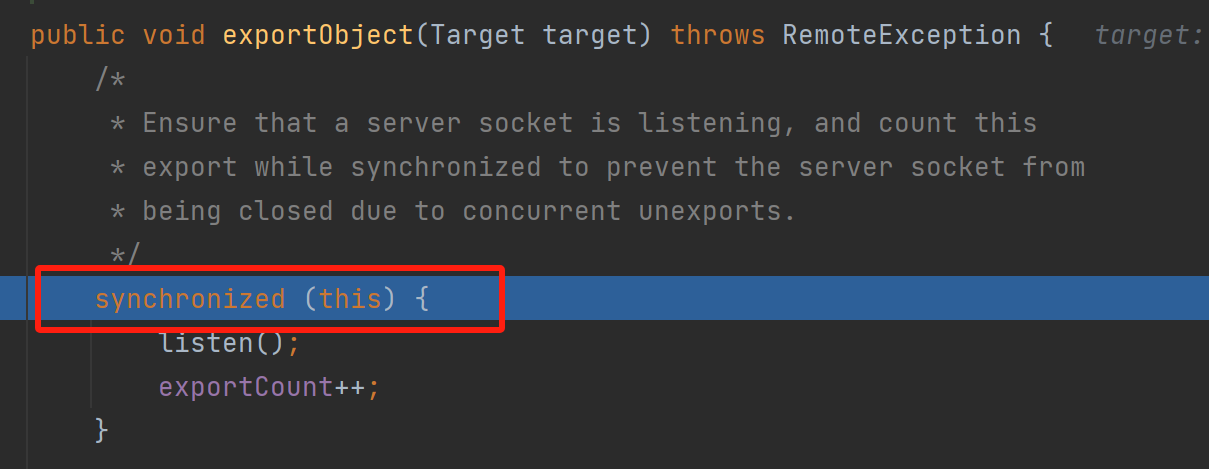 public void exportObject(Target target) throws RemoteException {   target:
/*
* Ensure that a server socket is listening, and count this
* export while synchronized to prevent the server socket from
* being closed due to concurrent unexports.
*/
synchronized (this) {
listen();
exportCount++;
}